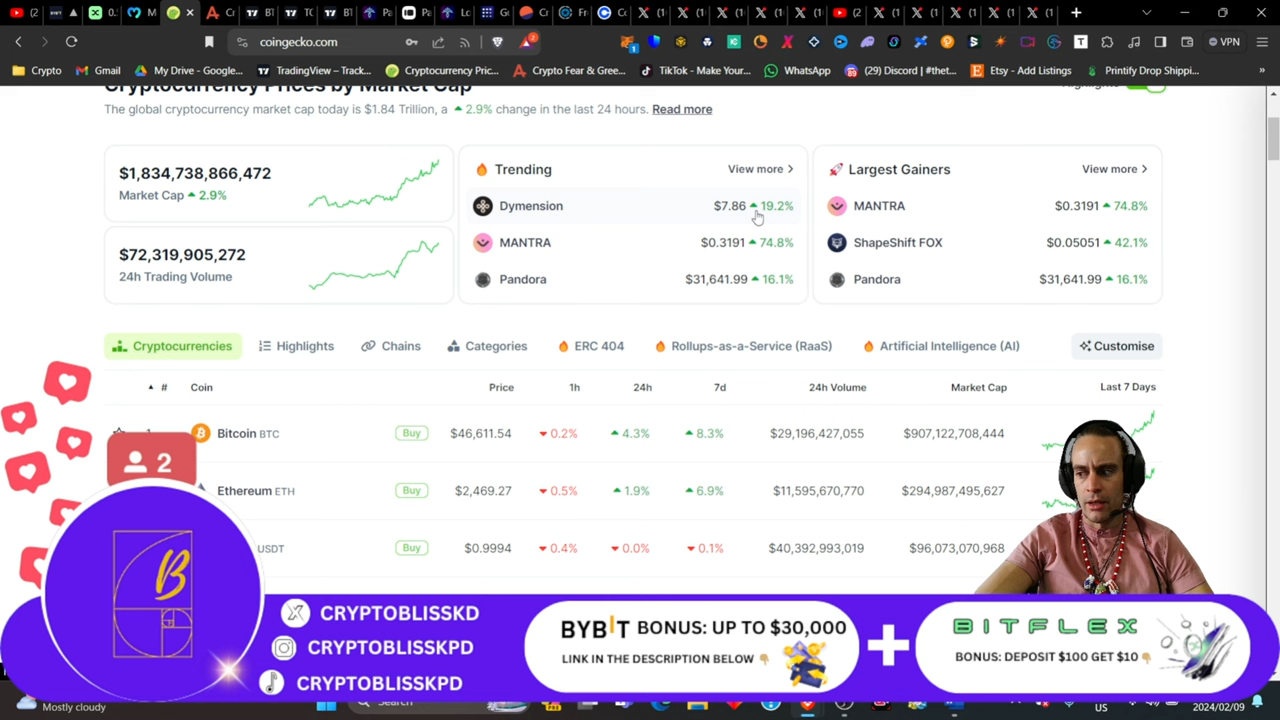 coingecko.com
VPN
Crypto
Gmail
My Drive - Google...
TradingView – Track...
Cryptocurrency Pric...
Crypto Fear & Gree...
TikTok - Make Your...
WhatsApp
(29) Discord | #thet...
Etsy - Add Listings
Printify Drop Shippi...
Cryptocurrency Prices by Market Cap
The global cryptocurrency market cap today is $1.84 Trillion, a 2.9% change in the last 24 hours. Read more
$1,834,738,866,472
Market Cap 2.9%
$72,319,905,272
24h Trading Volume
Trending
View more
Dymension $7.86 19.2%
MANTRA $0.3191 74.8%
Pandora $31,641.99 16.1%
Largest Gainers
View more
MANTRA $0.3191 74.8%
ShapeShift FOX $0.05051 42.1%
Pandora $31,641.99 16.1%
Cryptocurrencies Highlights Chains Categories ERC 404 Rollups-as-a-Service (RaaS) Artificial Intelligence (AI) Customise
# Coin Price 1h 24h 7d 24h Volume Market Cap Last 7 Days
Bitcoin BTC Buy $46,611.54 0.2% 4.3% 8.3% $29,196,427,055 $907,122,708,444
Ethereum ETH Buy $2,469.27 0.5% 1.9% 6.9% $11,595,670,770 $294,987,495,627
USDT Buy $0.9994 0.4% 0.0% 0.1% $40,392,993,019 $96,073,070,968
2
B
CRYPTOBLISSKD
CRYPTOBLISSKPD
CRYPTOBLISSKPD
BYBIT BONUS: UP TO $30,000
LINK IN THE DESCRIPTION BELOW
+
BITFLEX
BONUS: DEPOSIT $100 GET $10
Mostly cloudy
Search
US
2024/02/09